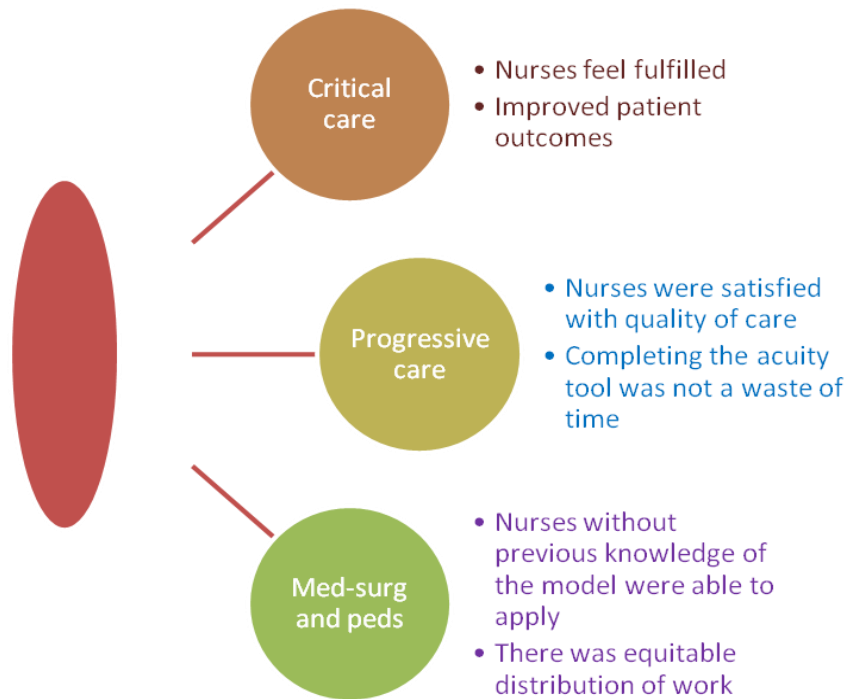 Critical
care
• Nurses feel fulfilled
• Improved patient
outcomes
Progressive
care
• Nurses were satisfied
with quality of care
• Completing the acuity
tool was not a waste of
time
Med-surg
and peds
• Nurses without
previous knowledge of
the model were able to
apply
• There was equitable
distribution of work